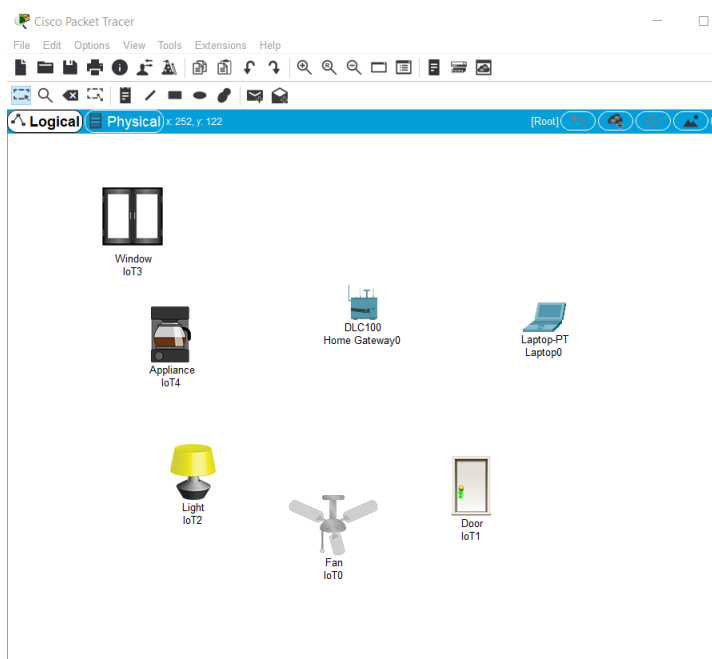 Cisco Packet Tracer
File Edit Options View Tools Extensions Help
Logical Physical x: 252, y: 122 [Root]
Window
IoT3
DLC100
Home Gateway0
Laptop-PT
Laptop0
Appliance
IoT4
Light
IoT2
Door
IoT1
Fan
IoT0